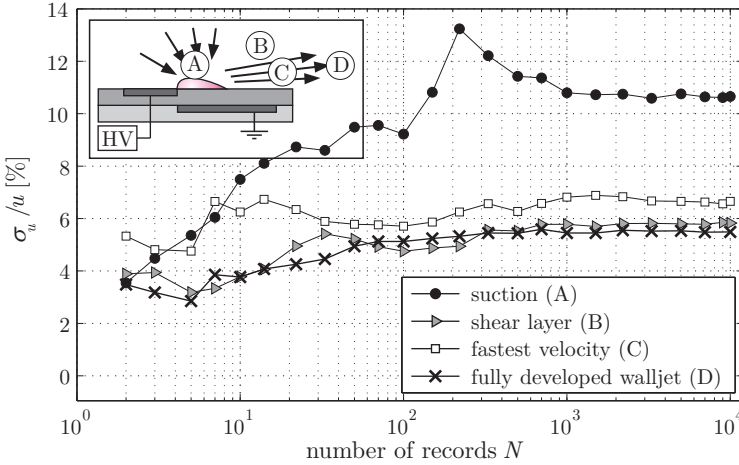 14
12
10
8
6
4
2
0
σu/u [%]
A
B
C
D
HV
suction (A)
shear layer (B)
fastest velocity (C)
fully developed walljet (D)
10^0
10^1
10^2
10^3
10^4
number of records N